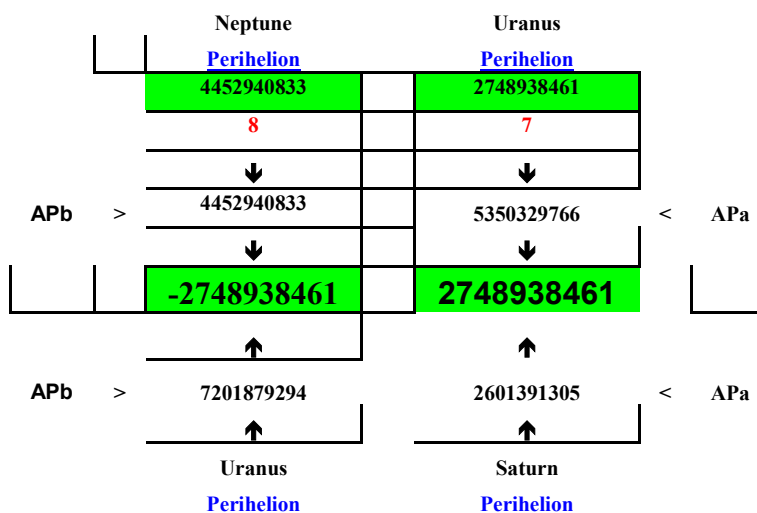 Neptune Uranus
Perihelion Perihelion
4452940833 2748938461
8 7
APb > 4452940833 5350329766 < APa
-2748938461 2748938461
APb > 7201879294 2601391305 < APa
Uranus Saturn
Perihelion Perihelion